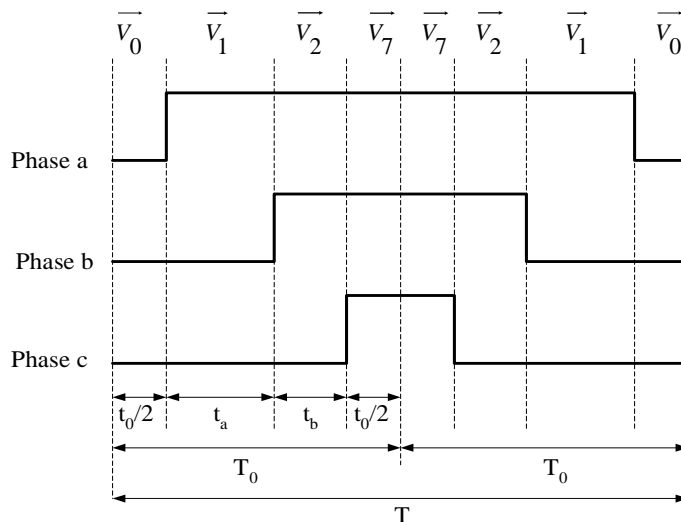 V0 V1 V2 V7 V7 V2 V1 V0
Phase a
Phase b
Phase c
t0/2 ta tb t0/2
T0 T0
T